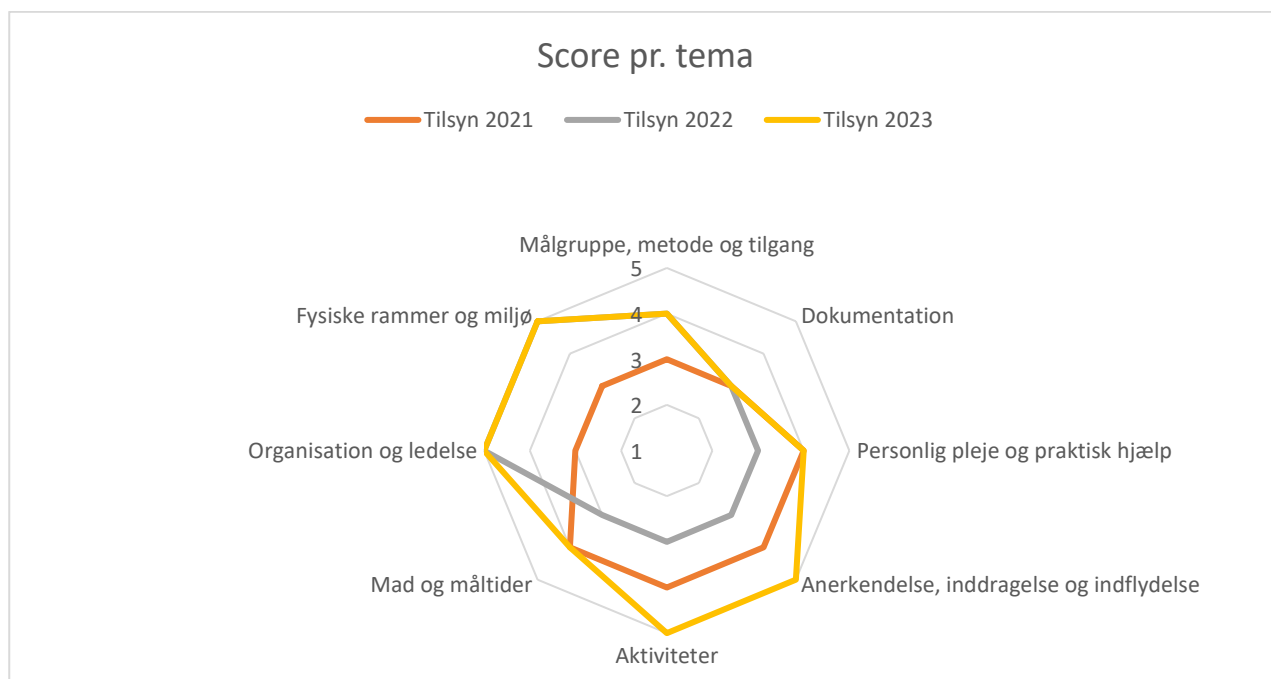 Score pr. tema
Tilsyn 2021 Tilsyn 2022 Tilsyn 2023
Målgruppe, metode og tilgang
5
Fysiske rammer og miljø
Dokumentation
4
3
2
Organisation og ledelse
1
Personlig pleje og praktisk hjælp
Mad og måltider
Anerkendelse, inddragelse og indflydelse
Aktiviteter